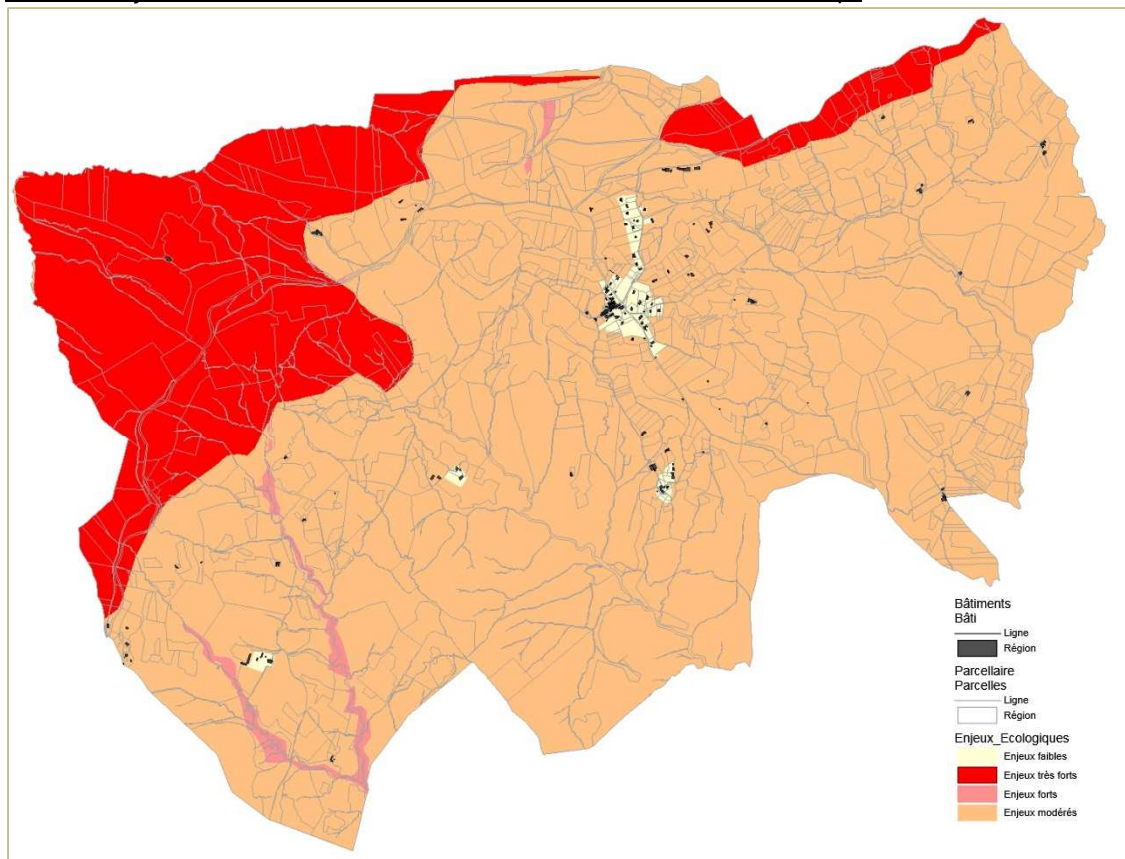 Bâtiments
Bâti
Ligne
Région
Parcellaire
Parcelles
Ligne
Région
Enjeux_Ecologiques
Enjeux faibles
Enjeux très forts
Enjeux forts
Enjeux modérés